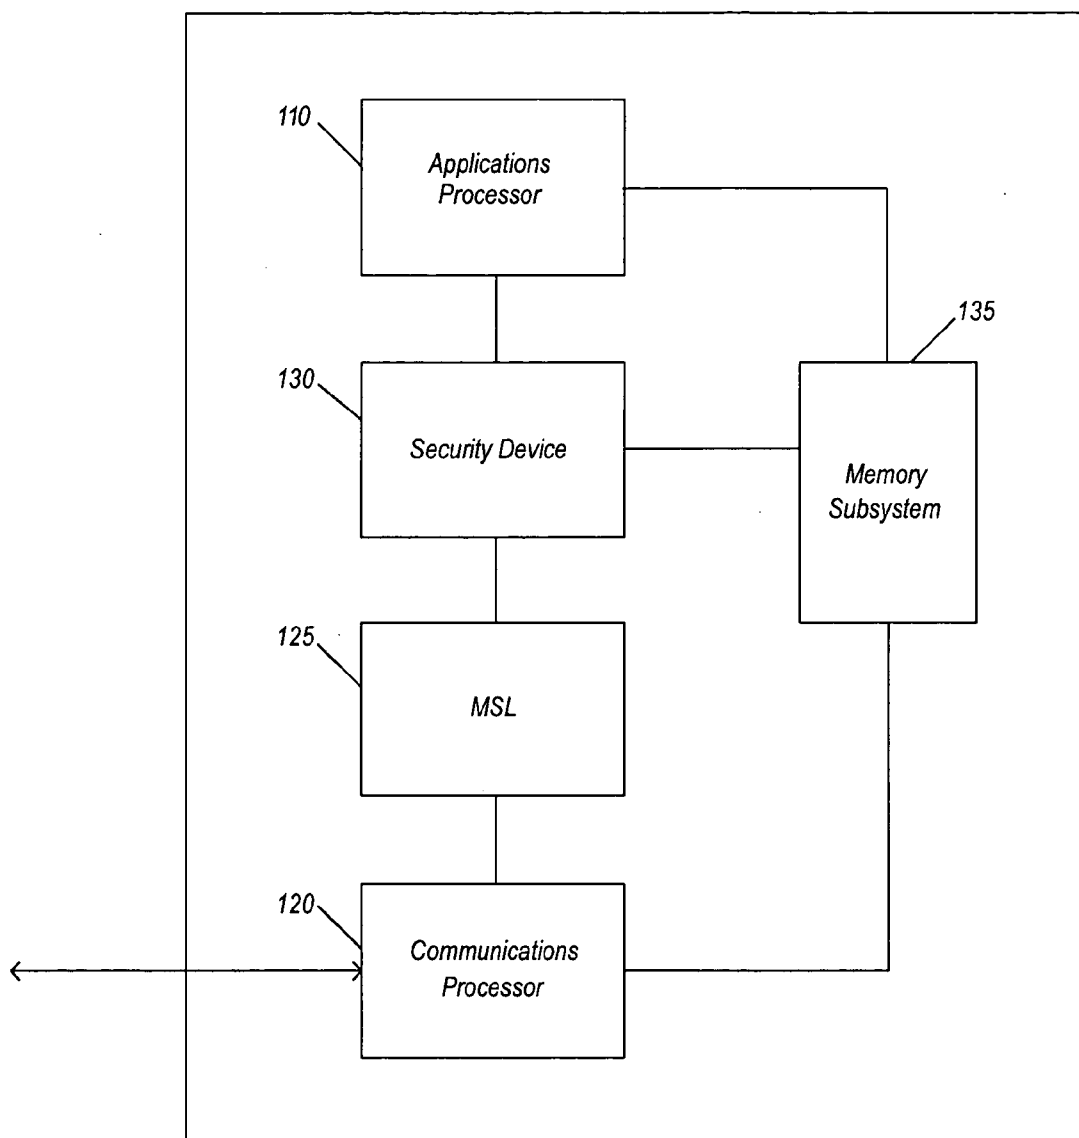 110
Applications
Processor
135
130
Security Device
Memory
Subsystem
125
MSL
120
Communications
Processor